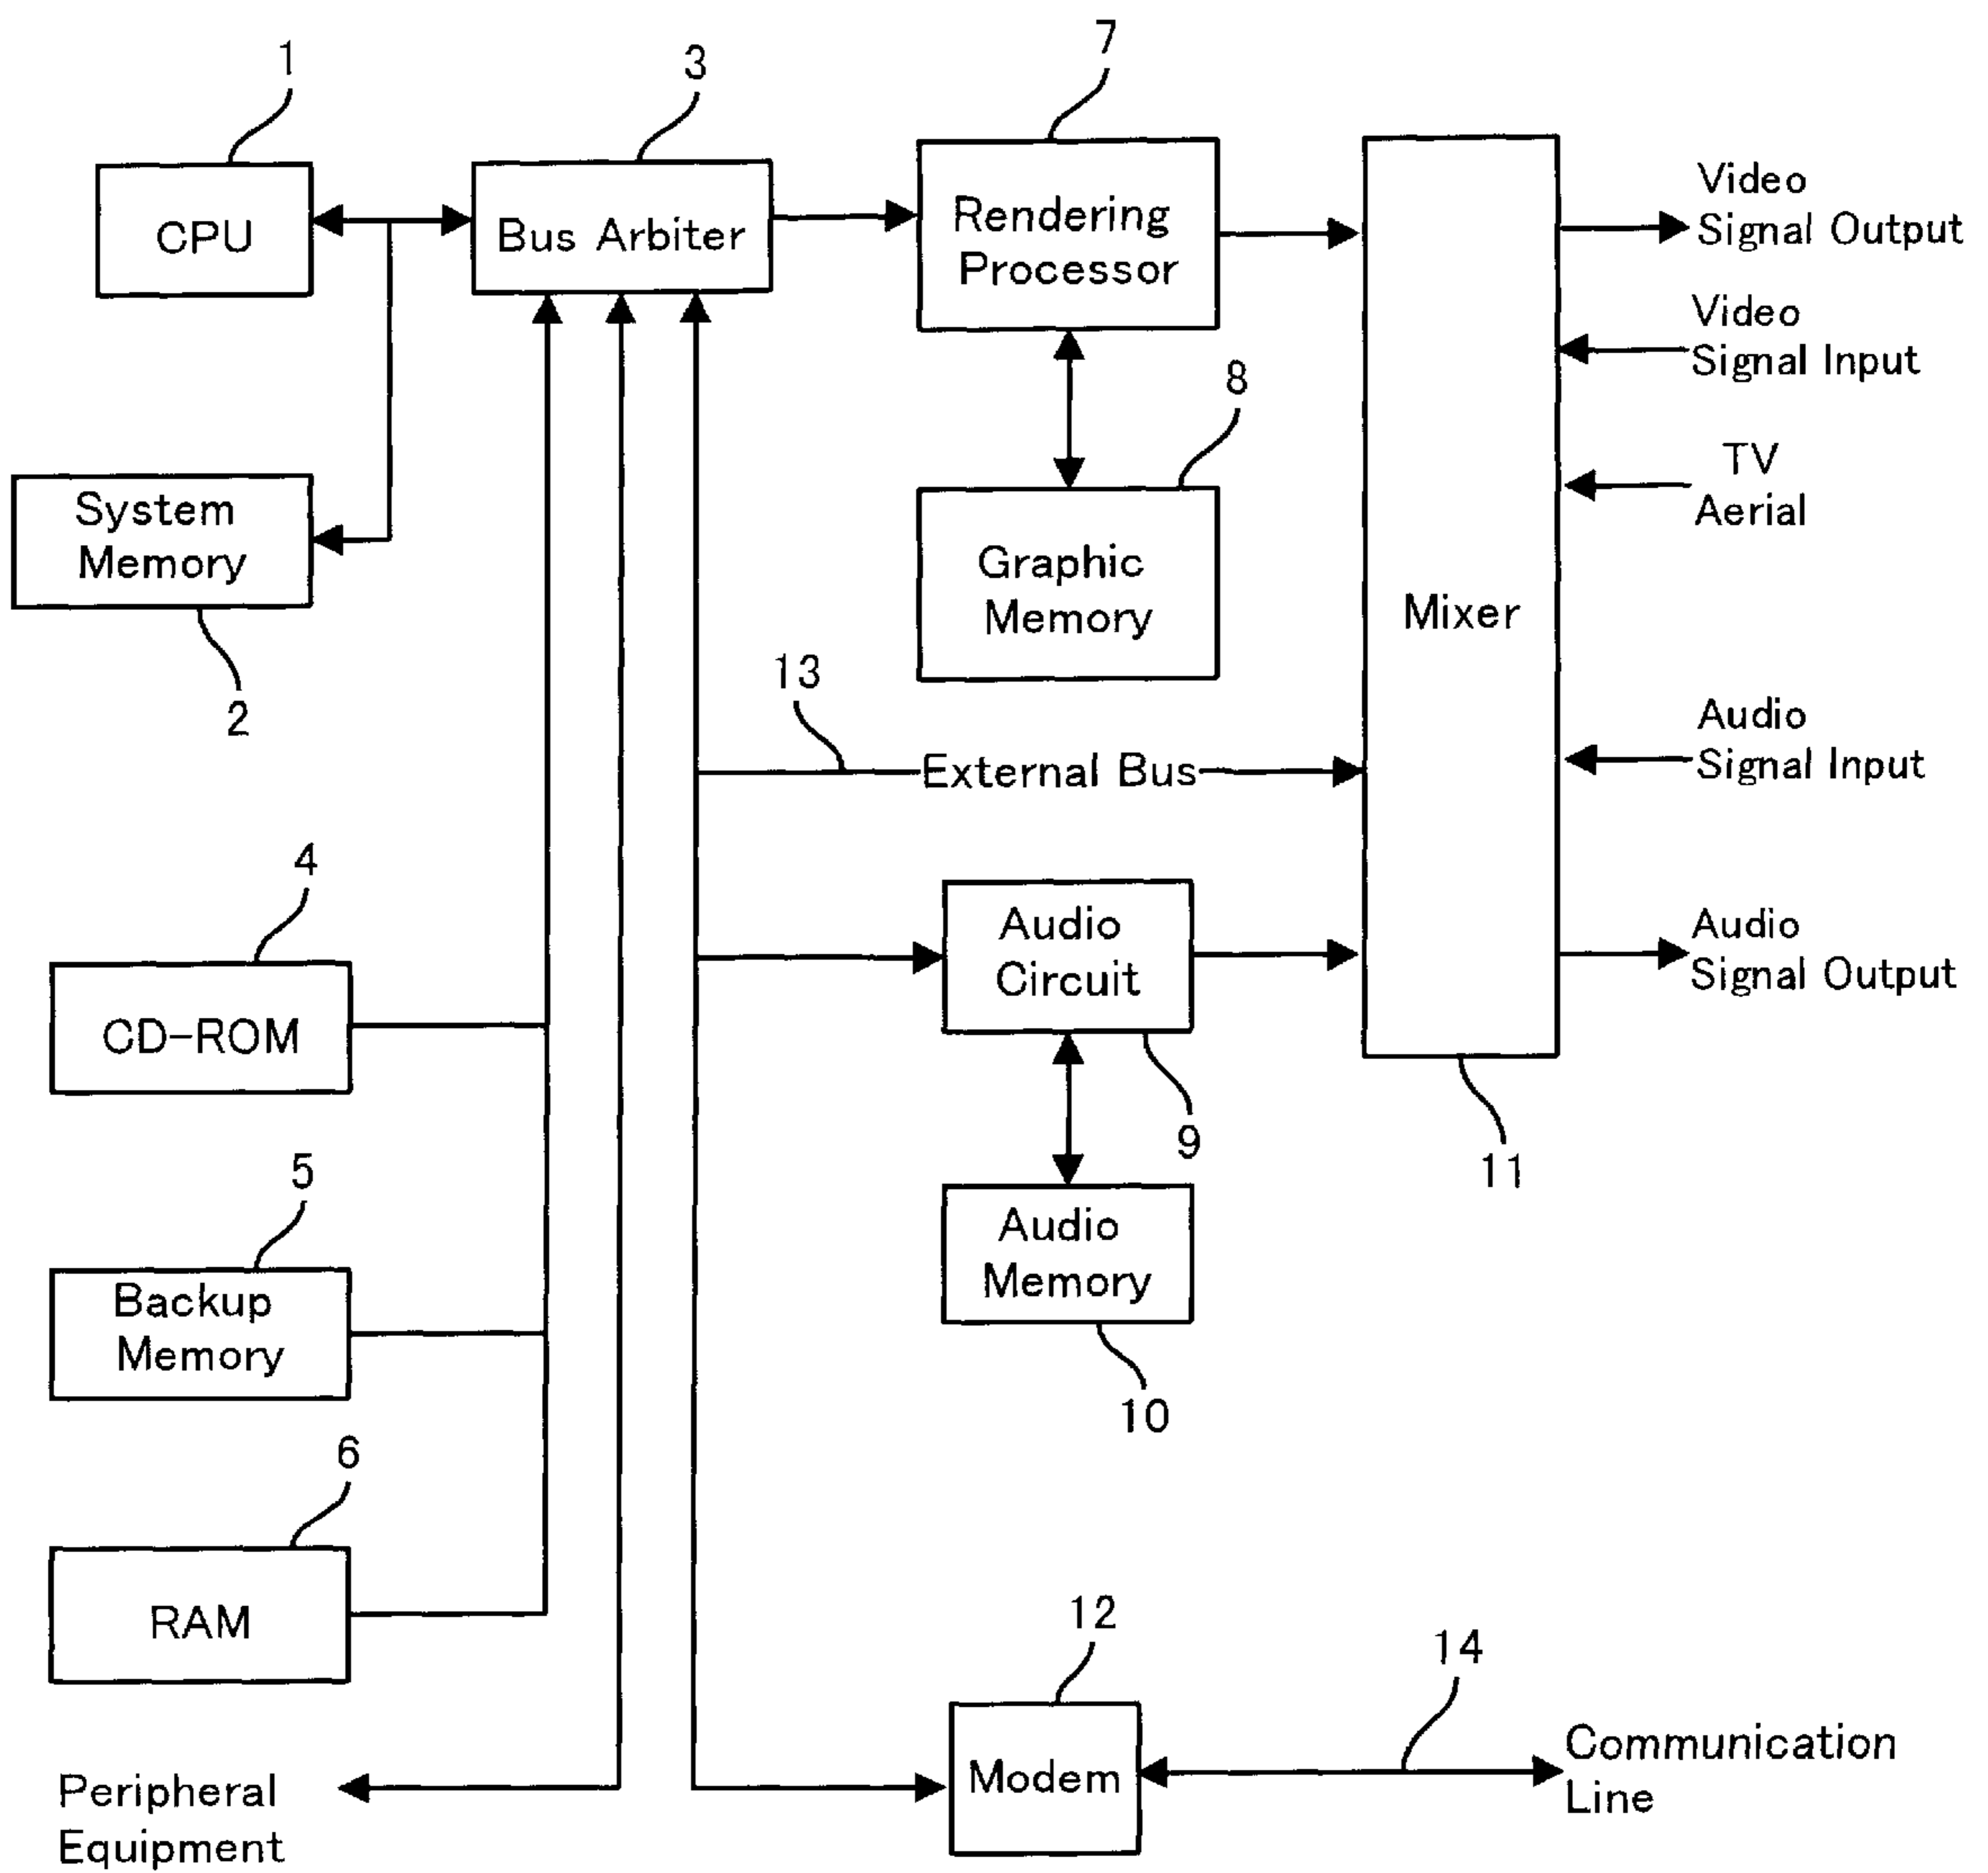 1
3
7
CPU
Bus Arbiter
Rendering
Processor
Video
Signal Output
Video
Signal Input
8
TV
Aerial
System
Memory
Graphic
Memory
Mixer
2
13
External Bus
Audio
Signal Input
4
CD-ROM
Audio
Circuit
Audio
Signal Output
9
11
5
Backup
Memory
Audio
Memory
10
6
RAM
12
14
Modem
Communication
Line
Peripheral
Equipment